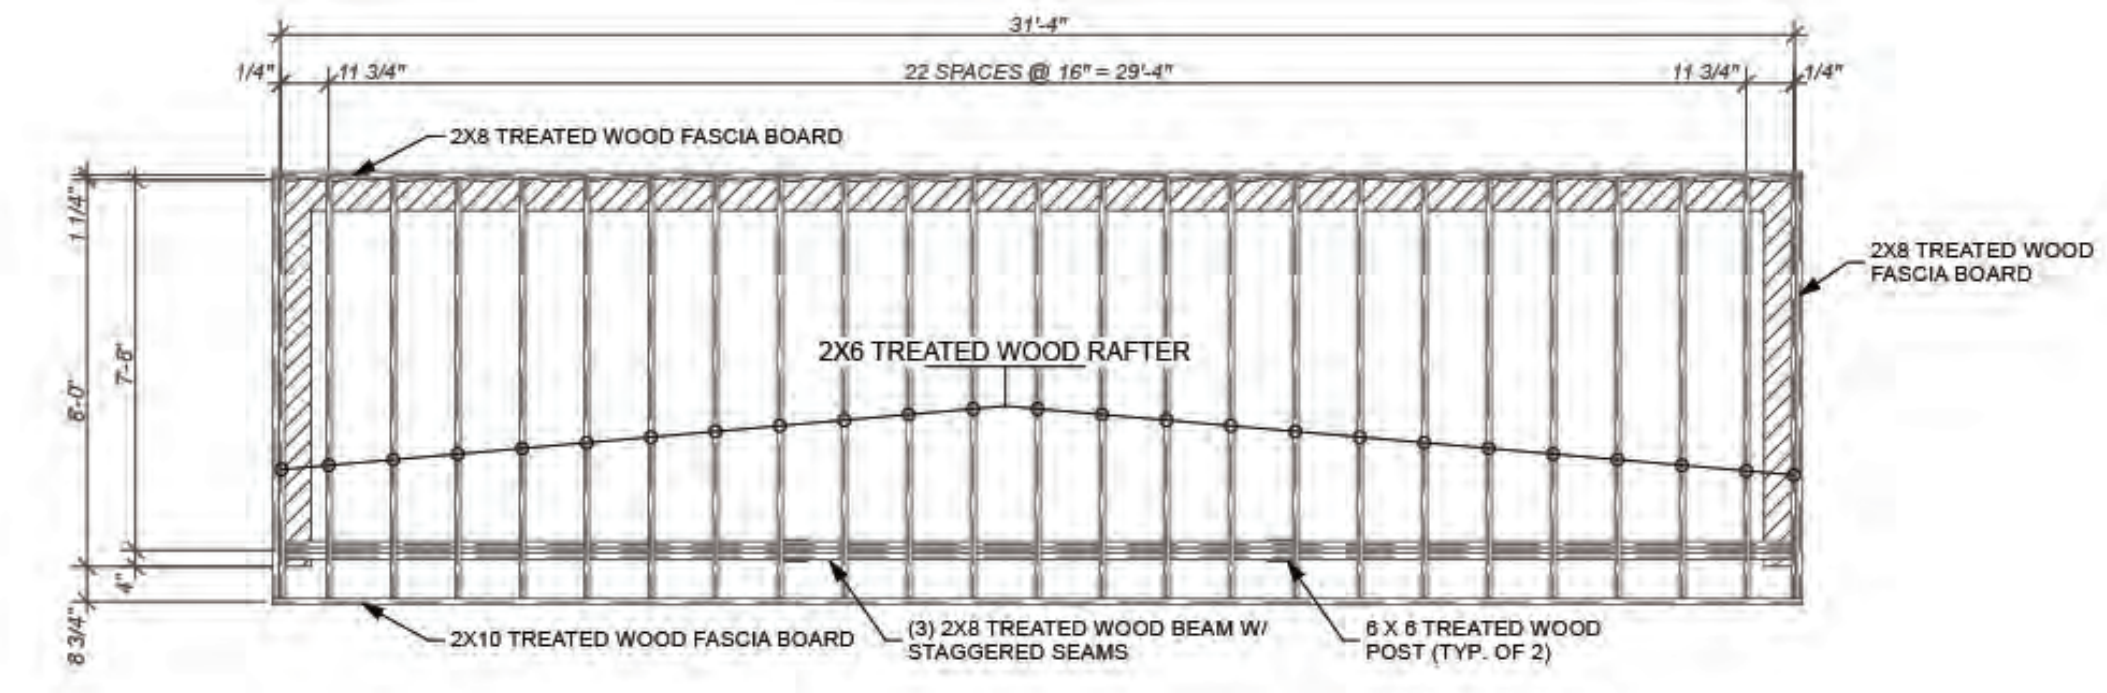 31'-4"
1/4"
11 3/4"
22 SPACES @ 16" = 29'-4"
11 3/4"
1/4"
2X8 TREATED WOOD FASCIA BOARD
1 1/4"
2X8 TREATED WOOD
FASCIA BOARD
7'-8"
2X6 TREATED WOOD RAFTER
8'-0"
4"
8 3/4"
2X10 TREATED WOOD FASCIA BOARD
(3) 2X8 TREATED WOOD BEAM W/
STAGGERED SEAMS
6 X 6 TREATED WOOD
POST (TYP. OF 2)